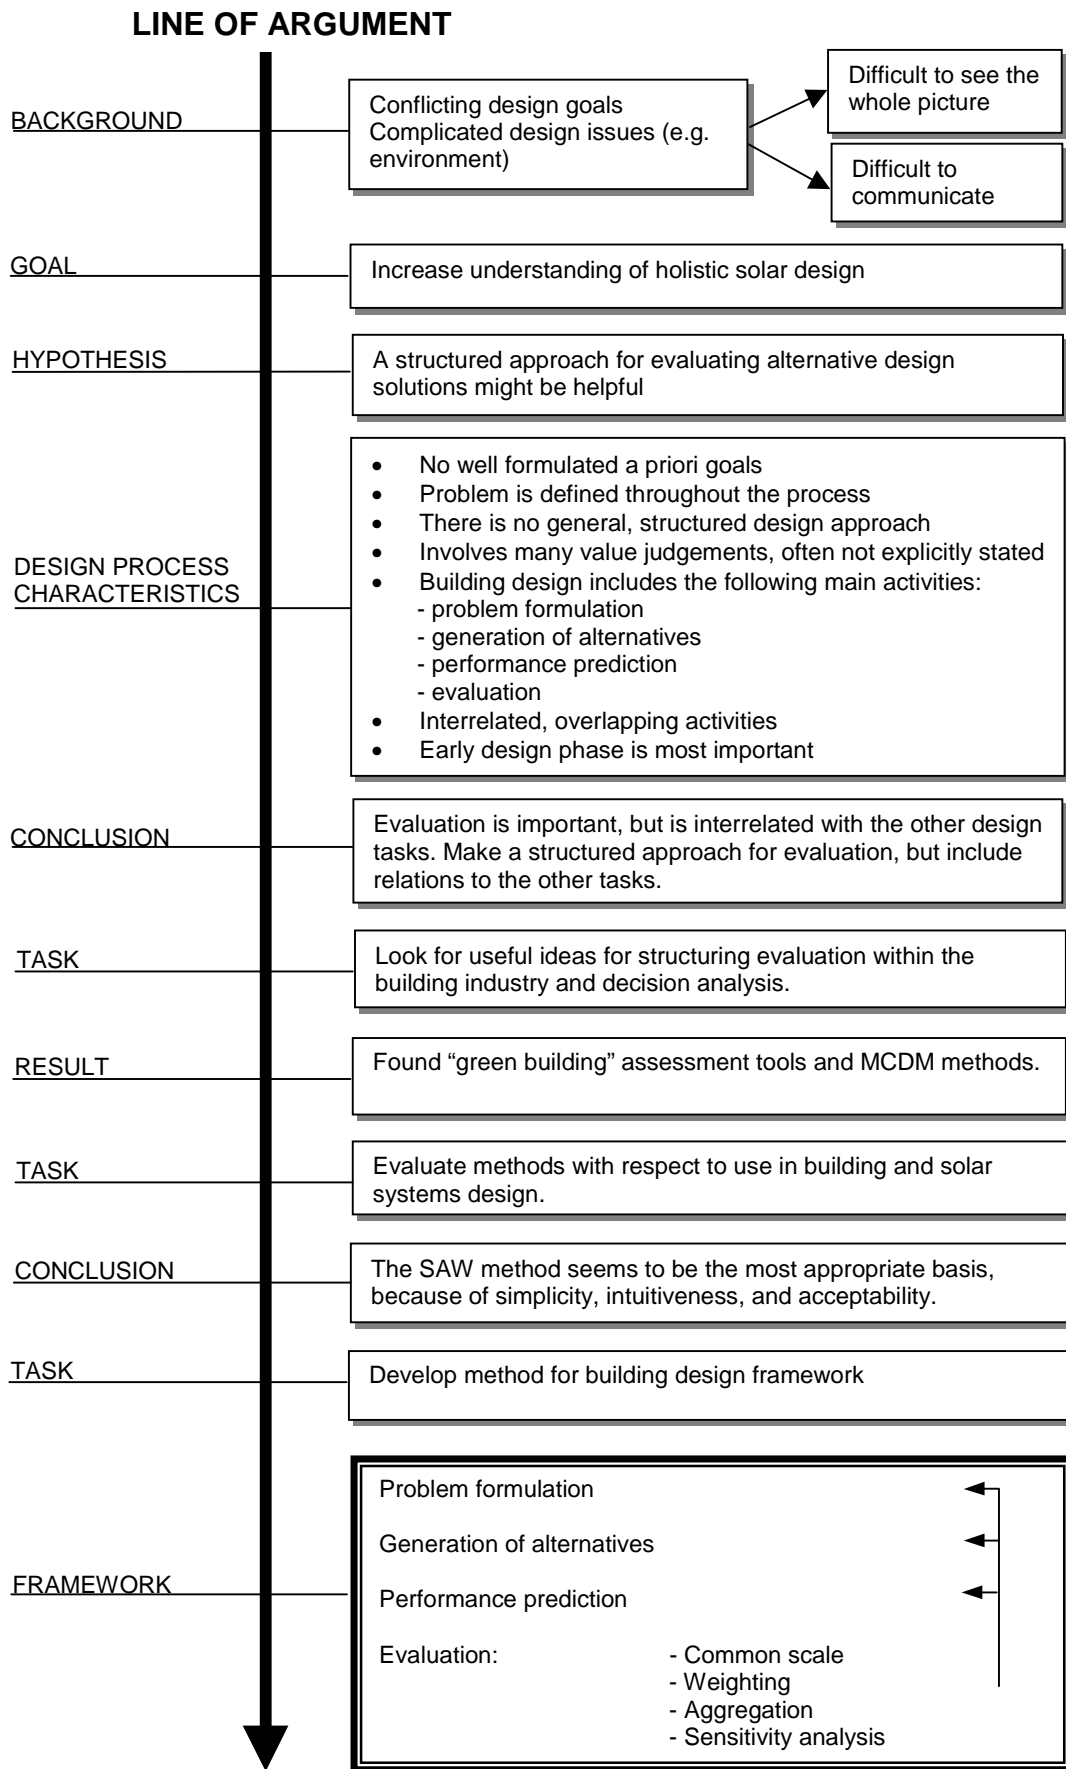 LINE OF ARGUMENT
BACKGROUND
Conflicting design goals
Complicated design issues (e.g.
environment)
Difficult to see the
whole picture
Difficult to
communicate
GOAL
Increase understanding of holistic solar design
HYPOTHESIS
A structured approach for evaluating alternative design
solutions might be helpful
DESIGN PROCESS
CHARACTERISTICS
• No well formulated a priori goals
• Problem is defined throughout the process
• There is no general, structured design approach
• Involves many value judgements, often not explicitly stated
• Building design includes the following main activities:
- problem formulation
- generation of alternatives
- performance prediction
- evaluation
• Interrelated, overlapping activities
• Early design phase is most important
CONCLUSION
Evaluation is important, but is interrelated with the other design
tasks. Make a structured approach for evaluation, but include
relations to the other tasks.
TASK
Look for useful ideas for structuring evaluation within the
building industry and decision analysis.
RESULT
Found “green building” assessment tools and MCDM methods.
TASK
Evaluate methods with respect to use in building and solar
systems design.
CONCLUSION
The SAW method seems to be the most appropriate basis,
because of simplicity, intuitiveness, and acceptability.
TASK
Develop method for building design framework
FRAMEWORK
Problem formulation
Generation of alternatives
Performance prediction
Evaluation: - Common scale
- Weighting
- Aggregation
- Sensitivity analysis